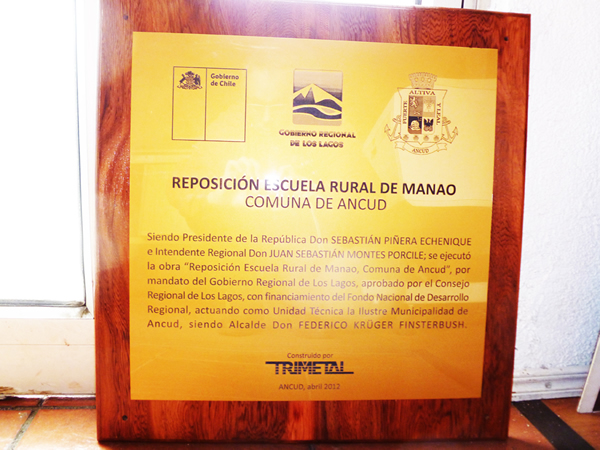 Gobierno
de Chile
GOBIERNO REGIONAL
DE LOS LAGOS
ALTIVA
FUERTE
Y LEAL
ANCUD
REPOSICIÓN ESCUELA RURAL DE MANAO
COMUNA DE ANCUD
Siendo Presidente de la República Don SEBASTIÁN PIÑERA ECHENIQUE
e Intendente Regional Don JUAN SEBASTIÁN MONTES PORCILE; se ejecutó
la obra "Reposición Escuela Rural de Manao, Comuna de Ancud", por
mandato del Gobierno Regional de Los Lagos, aprobado por el Consejo
Regional de Los Lagos, con financiamiento del Fondo Nacional de Desarrollo
Regional, actuando como Unidad Técnica la Ilustre Municipalidad de
Ancud, siendo Alcalde Don FEDERICO KRÜGER FINSTERBUSH.
Construido por
TRIMETAL
ANCUD, abril 2012